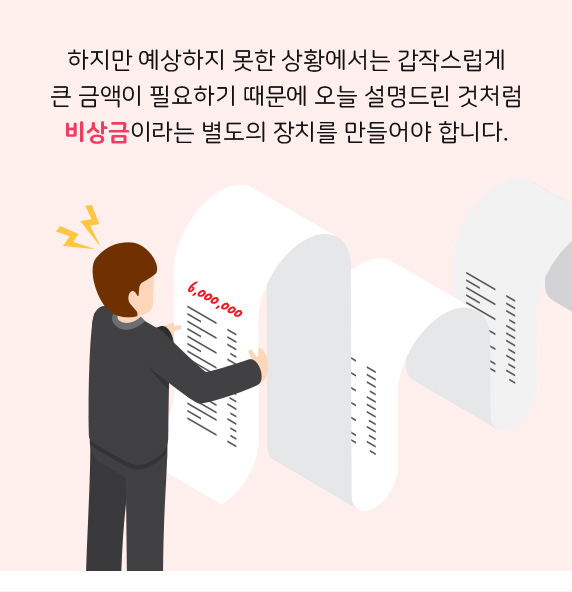 하지만 예상하지 못한 상황에서는 갑작스럽게
큰 금액이 필요하기 때문에 오늘 설명드린 것처럼
비상금이라는 별도의 장치를 만들어야 합니다.
6,000,000